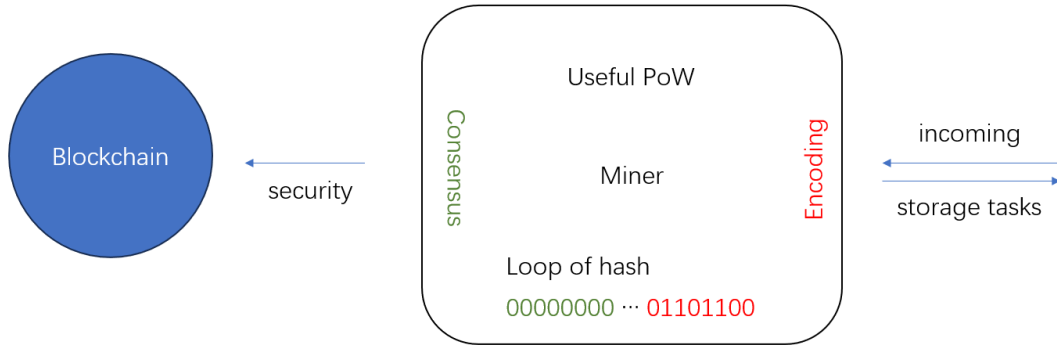 Blockchain
security
Useful PoW
Consensus
Miner
Encoding
Loop of hash
00000000 ··· 01101100
incoming
storage tasks